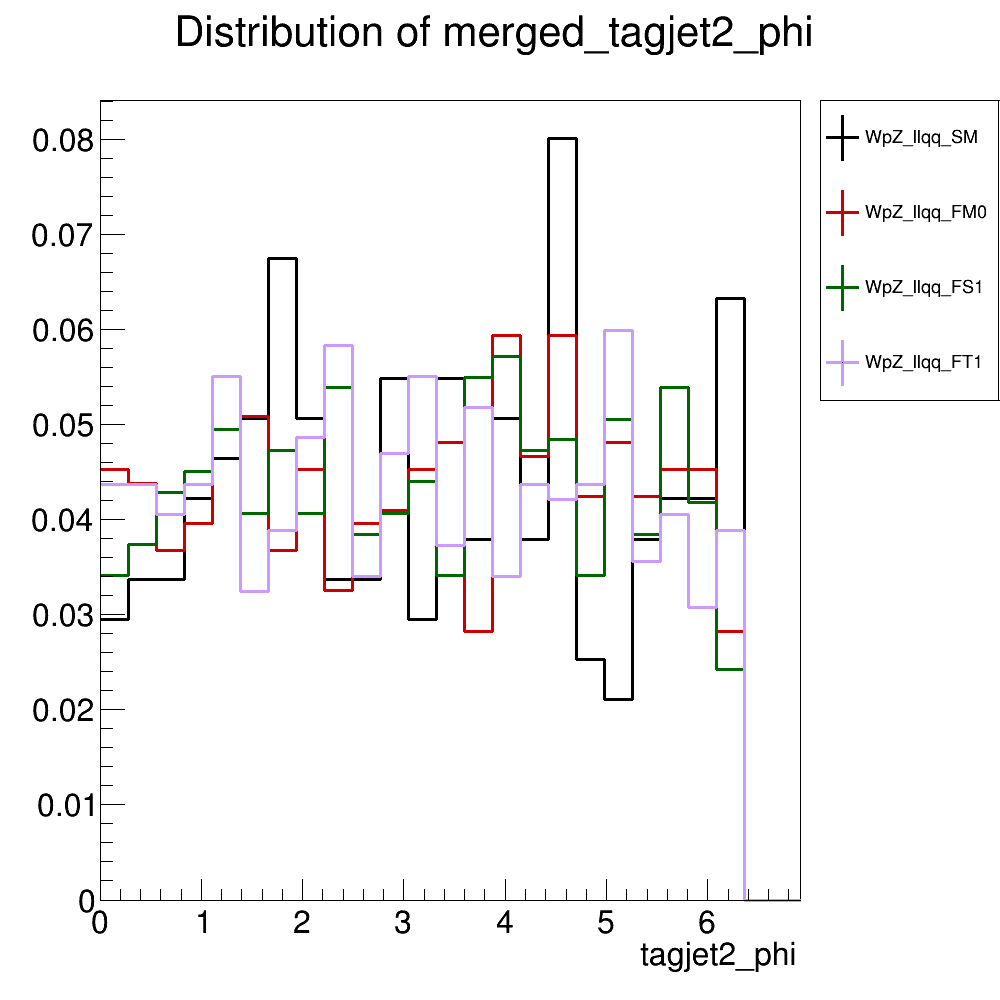 Distribution of merged_tagjet2_phi
0.08
0.07
0.06
0.05
0.04
0.03
0.02
0.01
0
0 1 2 3 4 5 6
tagjet2_phi
WpZ_llqq_SM
WpZ_llqq_FM0
WpZ_llqq_FS1
WpZ_llqq_FT1